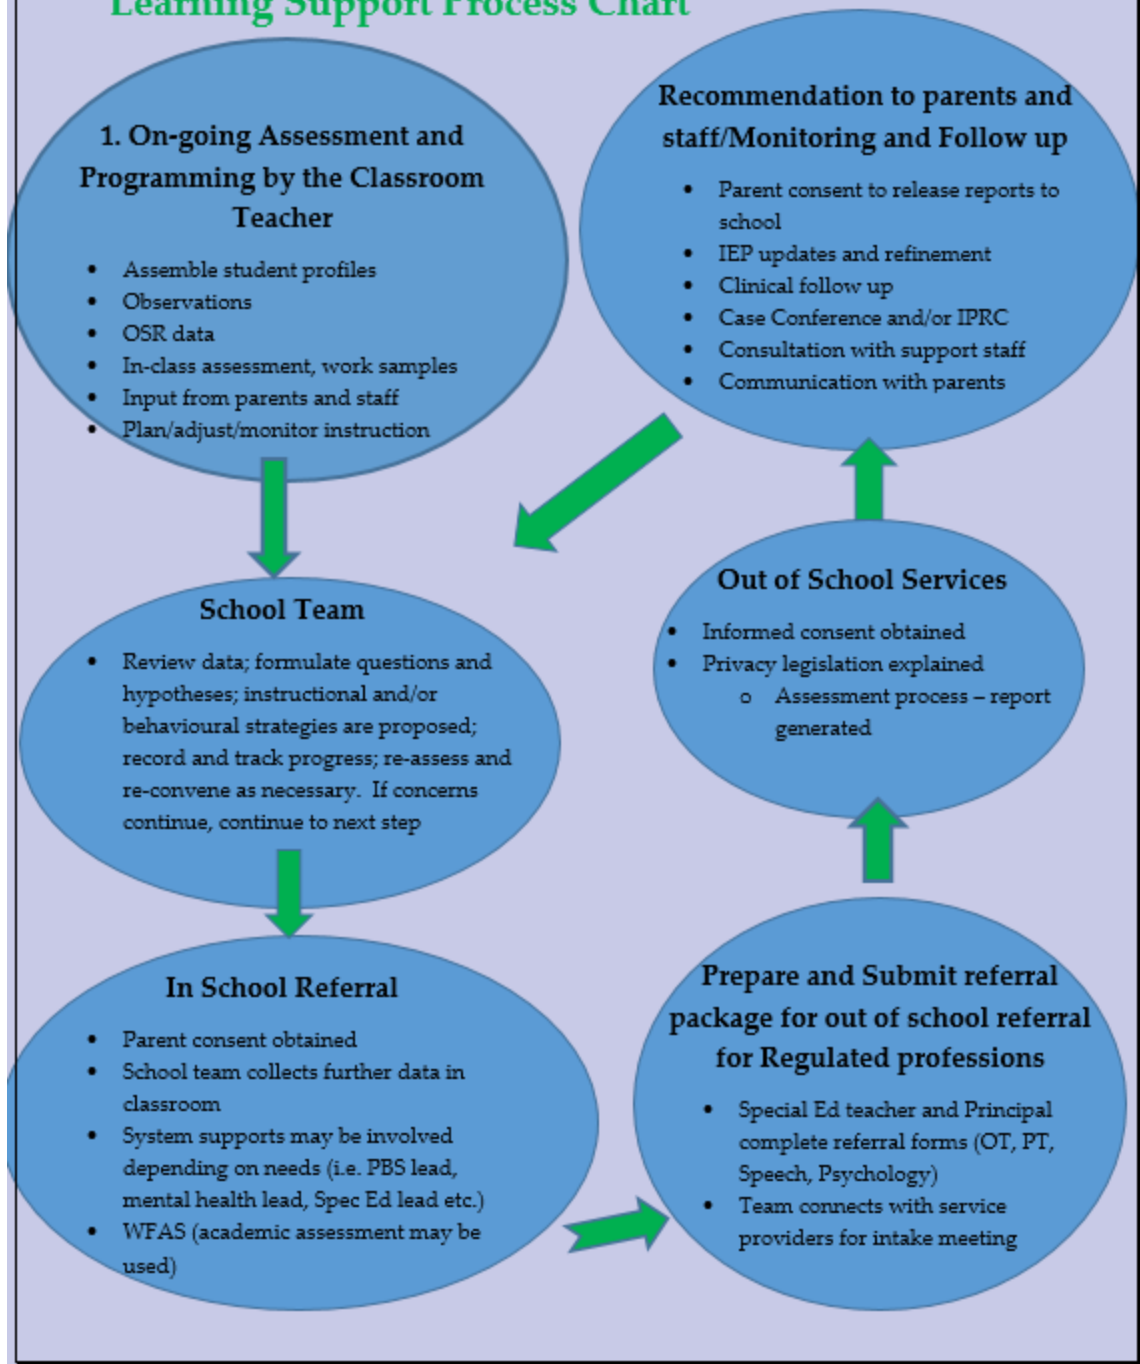 Learning Support Process Chart
1. On-going Assessment and
Programming by the Classroom
Teacher
• Assemble student profiles
• Observations
• OSR data
• In-class assessment, work samples
• Input from parents and staff
• Plan/adjust/monitor instruction
School Team
• Review data; formulate questions and
hypotheses; instructional and/or
behavioural strategies are proposed;
record and track progress; re-assess and
re-convene as necessary. If concerns
continue, continue to next step
In School Referral
• Parent consent obtained
• School team collects further data in
classroom
• System supports may be involved
depending on needs (i.e. PBS lead,
mental health lead, Spec Ed lead etc.)
• WFAS (academic assessment may be
used)
Prepare and Submit referral
package for out of school referral
for Regulated professions
• Special Ed teacher and Principal
complete referral forms (OT, PT,
Speech, Psychology)
• Team connects with service
providers for intake meeting
Out of School Services
• Informed consent obtained
• Privacy legislation explained
o Assessment process – report
generated
Recommendation to parents and
staff/Monitoring and Follow up
• Parent consent to release reports to
school
• IEP updates and refinement
• Clinical follow up
• Case Conference and/or IPRC
• Consultation with support staff
• Communication with parents